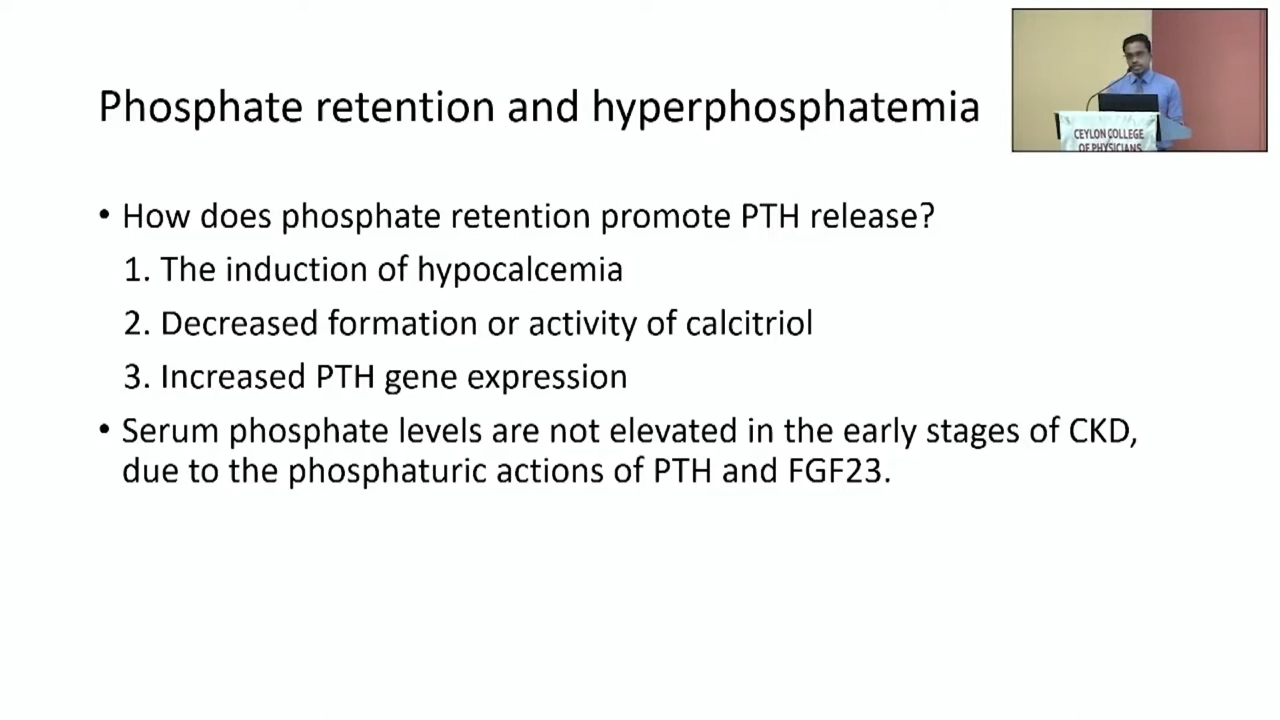 Phosphate retention and hyperphosphatemia
CEYLON COLLEGE
OF PHYSICIANS
• How does phosphate retention promote PTH release?
1. The induction of hypocalcemia
2. Decreased formation or activity of calcitriol
3. Increased PTH gene expression
• Serum phosphate levels are not elevated in the early stages of CKD,
due to the phosphaturic actions of PTH and FGF23.